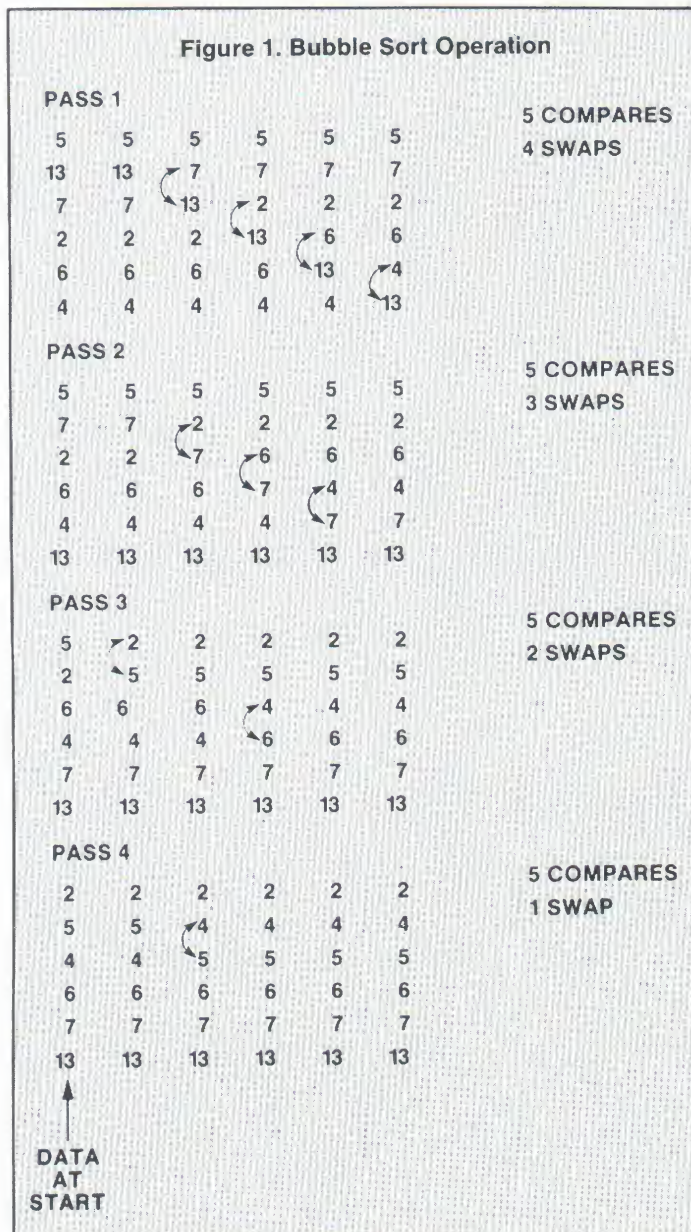 Figure 1. Bubble Sort Operation
PASS 1
5 COMPARES
4 SWAPS
5 5 5 5 5 5
13 13 7 7 7 7
7 7 13 2 2 2
2 2 2 13 6 6
6 6 6 6 13 4
4 4 4 4 4 13
PASS 2
5 COMPARES
3 SWAPS
5 5 5 5 5 5
7 7 2 2 2 2
2 2 7 6 6 6
6 6 6 7 4 4
4 4 4 4 7 7
13 13 13 13 13 13
PASS 3
5 COMPARES
2 SWAPS
5 2 2 2 2 2
2 5 5 5 5 5
6 6 6 4 4 4
4 4 4 6 6 6
7 7 7 7 7 7
13 13 13 13 13 13
PASS 4
5 COMPARES
1 SWAP
2 2 2 2 2 2
5 5 4 4 4 4
4 4 5 5 5 5
6 6 6 6 6 6
7 7 7 7 7 7
13 13 13 13 13 13
DATA
AT
START